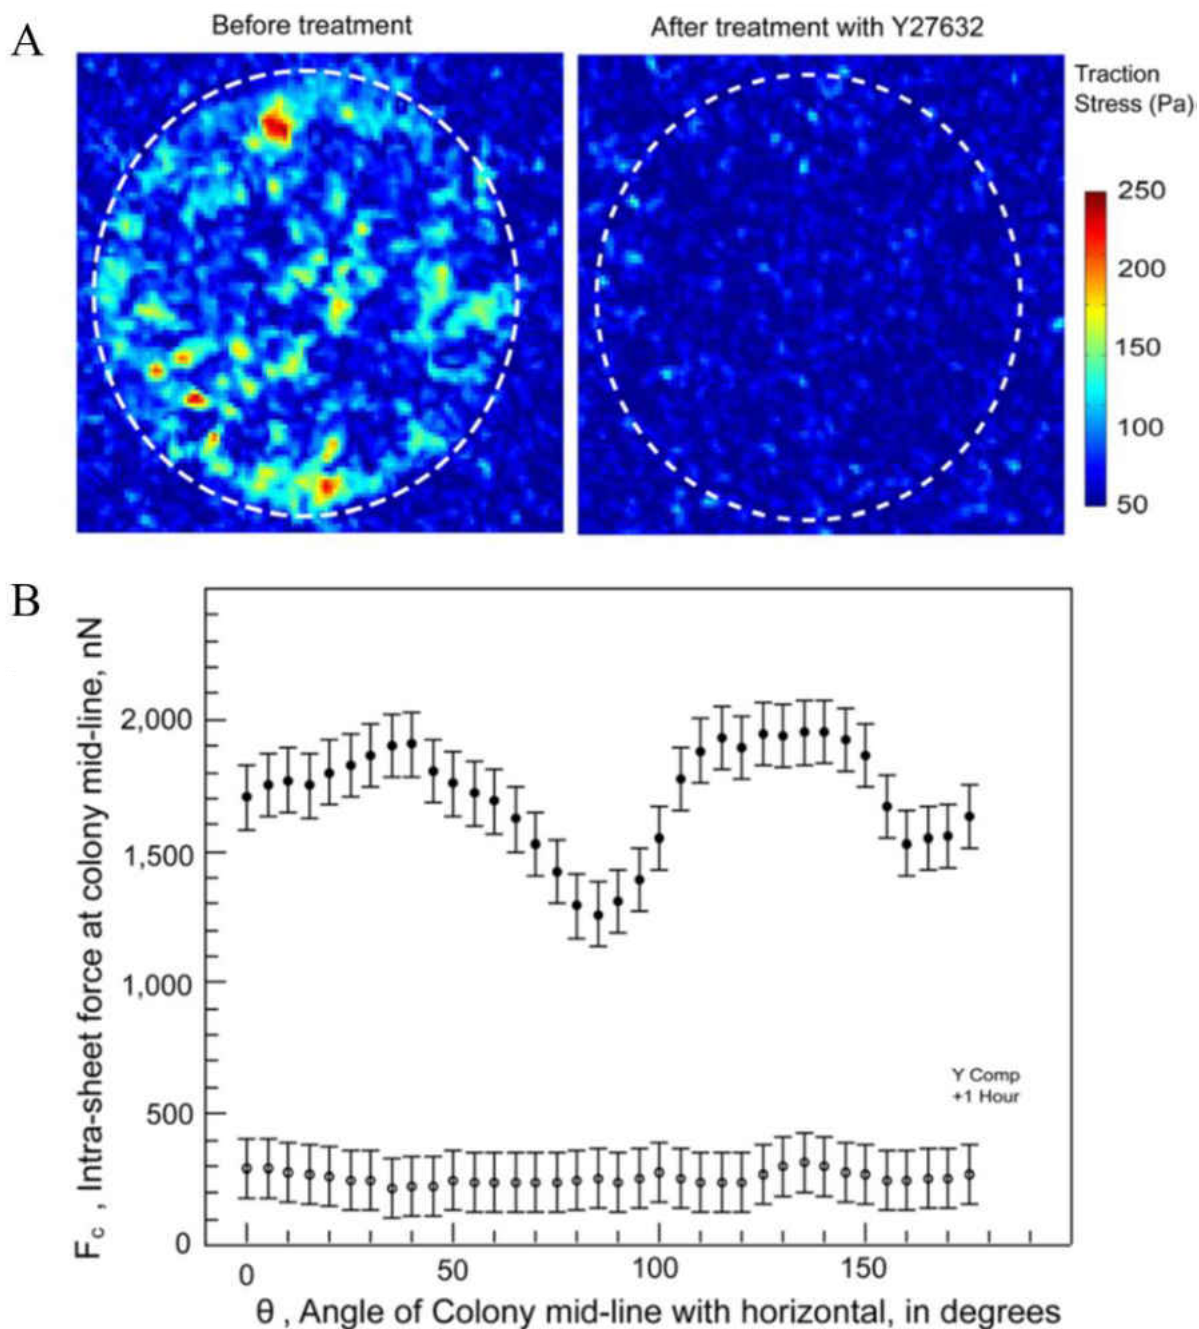 A
Before treatment
After treatment with Y27632
Traction
Stress (Pa)
250
200
150
100
50
B
F_c , Intra-sheet force at colony mid-line, nN
2,000
1,500
1,000
500
0
Y Comp
+1 Hour
0 50 100 150
θ , Angle of Colony mid-line with horizontal, in degrees